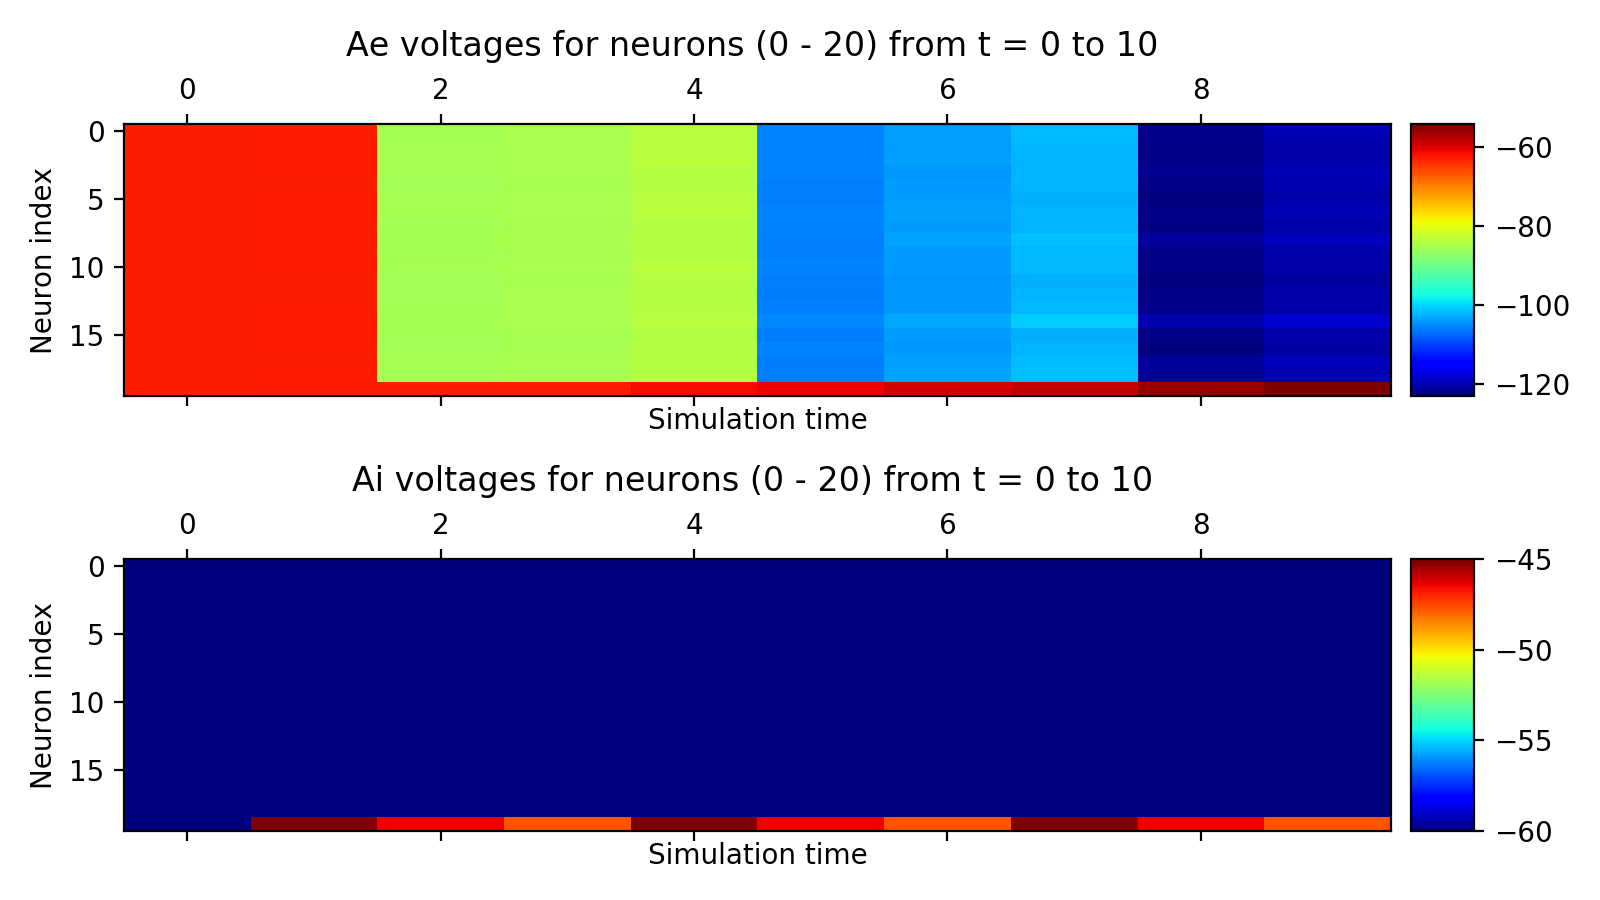 Ae voltages for neurons (0 - 20) from t = 0 to 10
0 2 4 6 8
Neuron index
0
5
10
15
−60
−80
−100
−120
Simulation time
Ai voltages for neurons (0 - 20) from t = 0 to 10
0 2 4 6 8
Neuron index
0
5
10
15
−45
−50
−55
−60
Simulation time